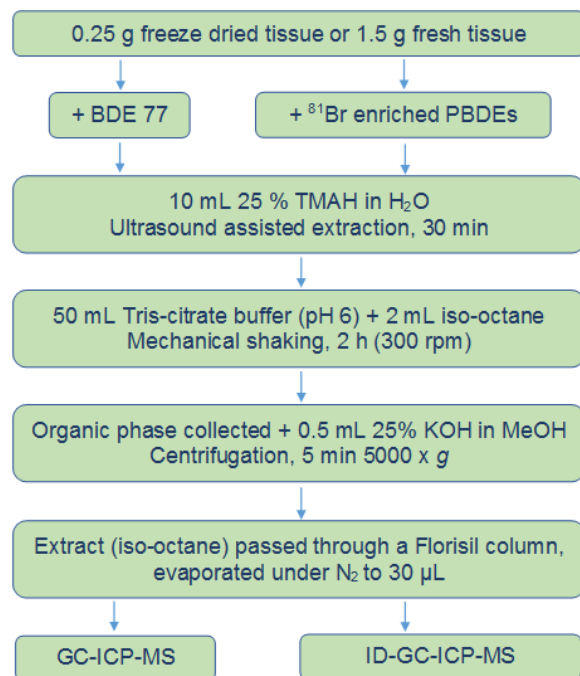 0.25 g freeze dried tissue or 1.5 g fresh tissue
+ BDE 77
+ ⁸¹Br enriched PBDEs
10 mL 25 % TMAH in H₂O
Ultrasound assisted extraction, 30 min
50 mL Tris-citrate buffer (pH 6) + 2 mL iso-octane
Mechanical shaking, 2 h (300 rpm)
Organic phase collected + 0.5 mL 25% KOH in MeOH
Centrifugation, 5 min 5000 x g
Extract (iso-octane) passed through a Florisil column,
evaporated under N₂ to 30 µL
GC-ICP-MS
ID-GC-ICP-MS